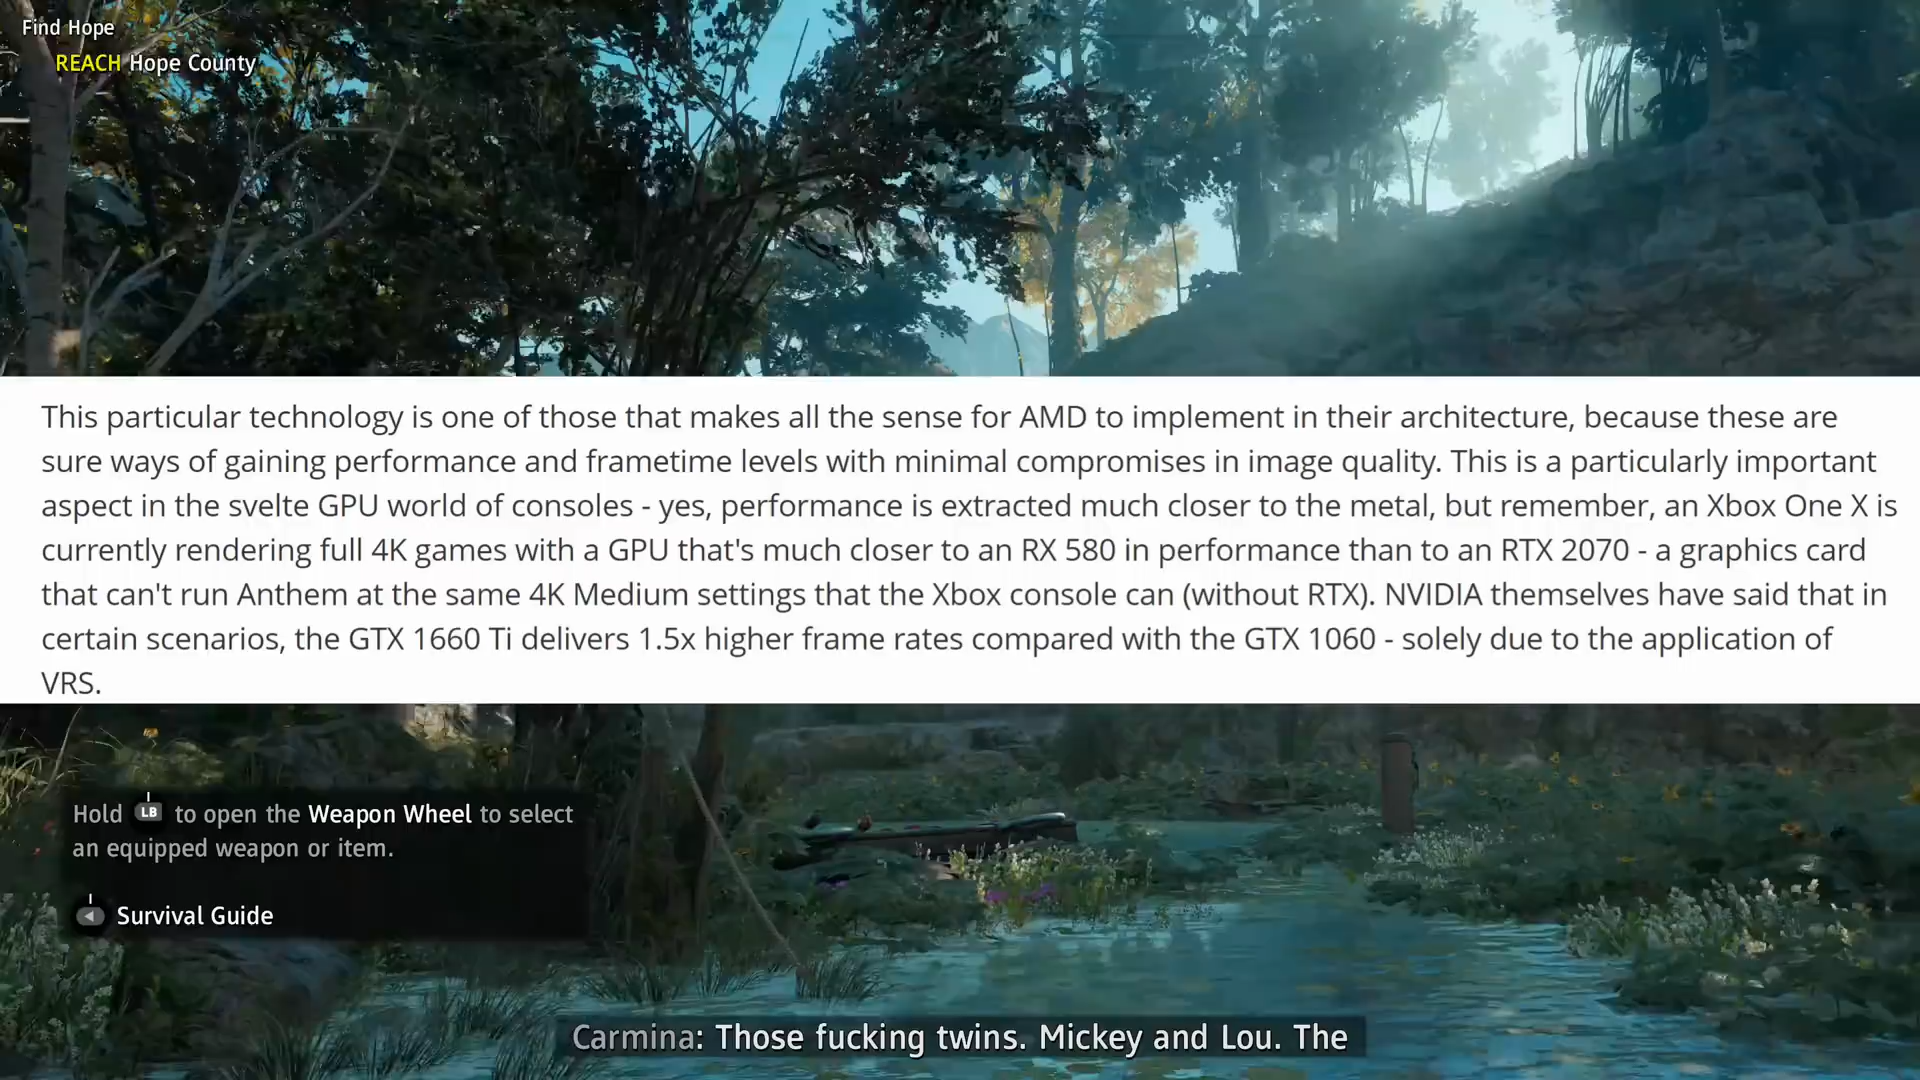 Find Hope
REACH Hope County
N
This particular technology is one of those that makes all the sense for AMD to implement in their architecture, because these are
sure ways of gaining performance and frametime levels with minimal compromises in image quality. This is a particularly important
aspect in the svelte GPU world of consoles - yes, performance is extracted much closer to the metal, but remember, an Xbox One X is
currently rendering full 4K games with a GPU that's much closer to an RX 580 in performance than to an RTX 2070 - a graphics card
that can't run Anthem at the same 4K Medium settings that the Xbox console can (without RTX). NVIDIA themselves have said that in
certain scenarios, the GTX 1660 Ti delivers 1.5x higher frame rates compared with the GTX 1060 - solely due to the application of
VRS.
Hold LB to open the Weapon Wheel to select
an equipped weapon or item.
Survival Guide
Carmina: Those fucking twins. Mickey and Lou. The